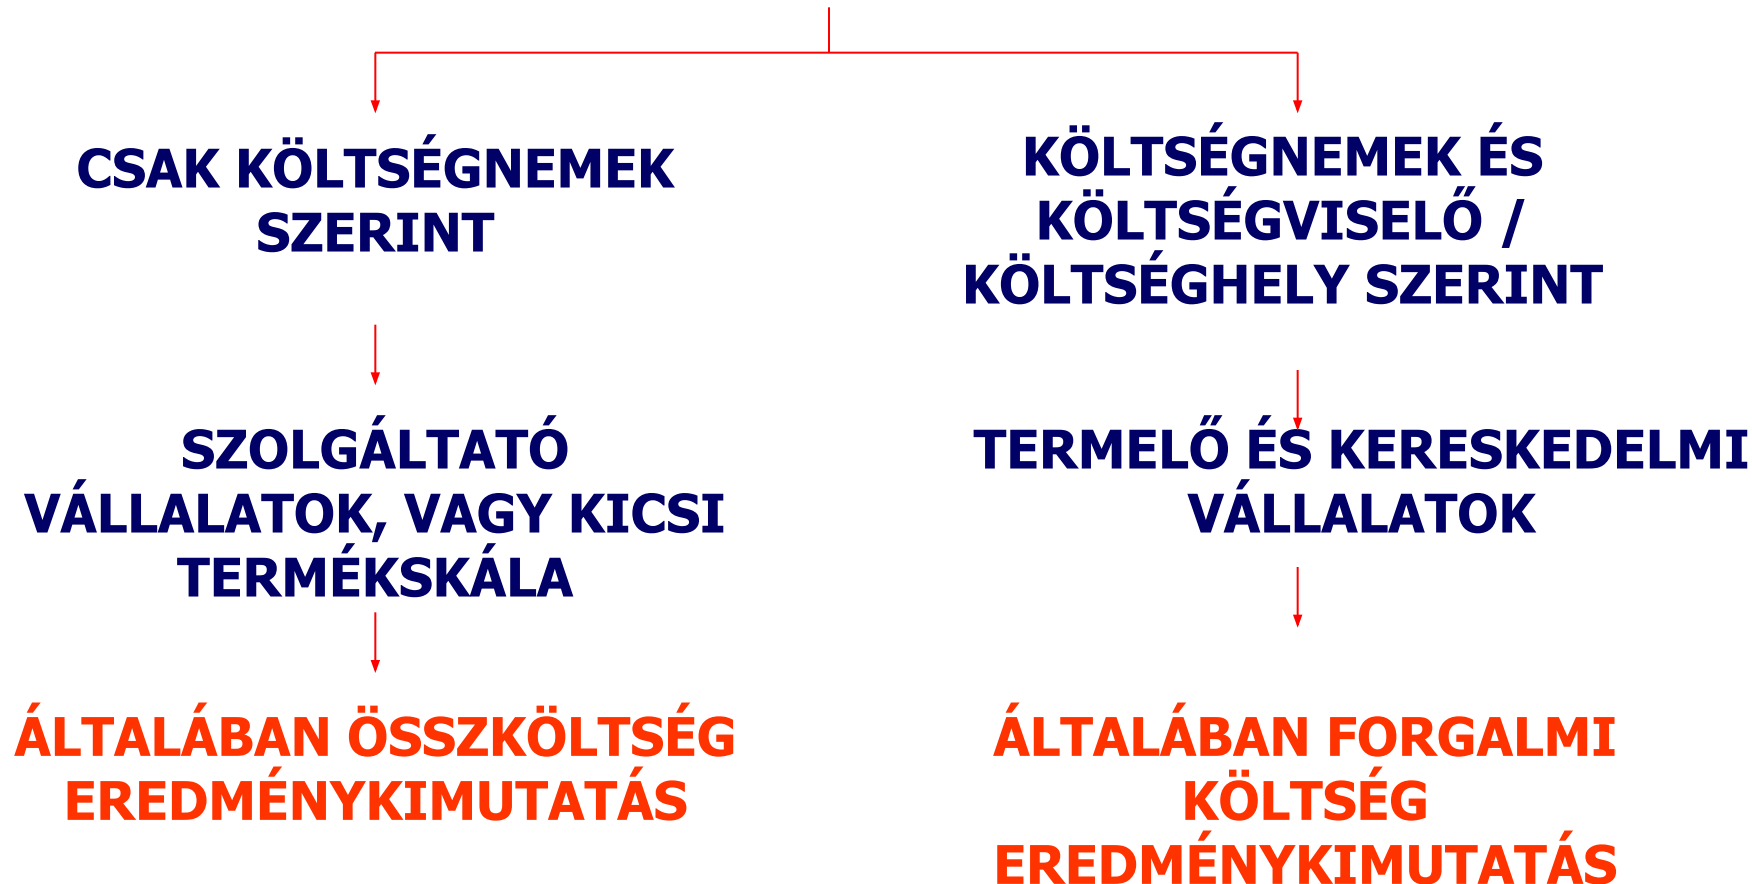 CSAK KÖLTSÉGNEMEK
SZERINT
KÖLTSÉGNEMEK ÉS
KÖLTSÉGVISELŐ /
KÖLTSÉGHELY SZERINT
SZOLGÁLTATÓ
VÁLLALATOK, VAGY KICSI
TERMÉKSKÁLA
TERMELŐ ÉS KERESKEDELMI
VÁLLALATOK
ÁLTALÁBAN ÖSSZKÖLTSÉG
EREDMÉNYKIMUTATÁS
ÁLTALÁBAN FORGALMI
KÖLTSÉG
EREDMÉNYKIMUTATÁS